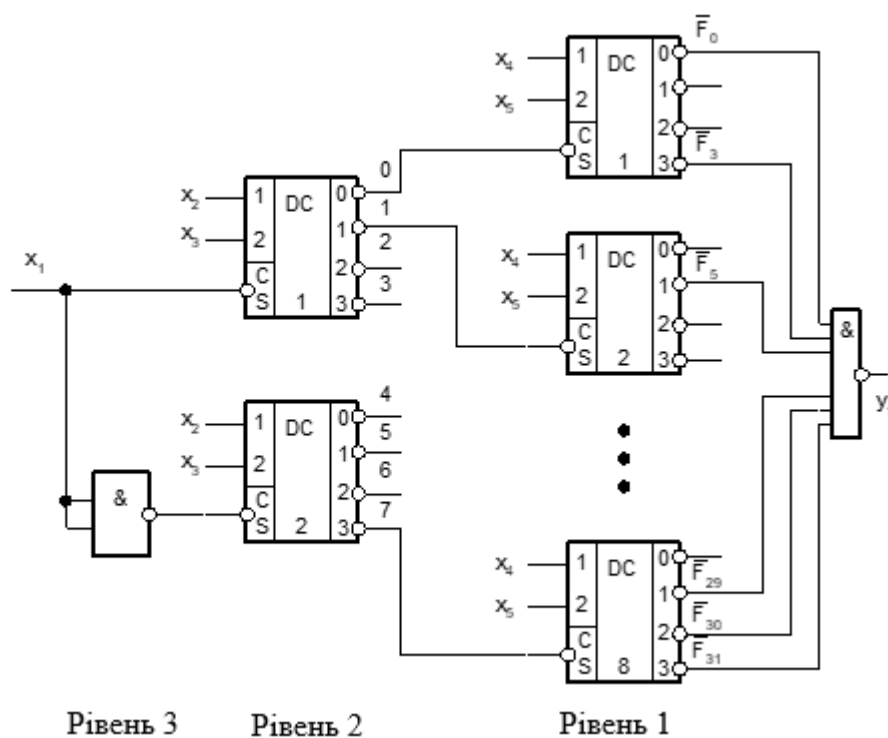 F̅₀
x₄ 1 DC 0
x₅ 2 1
2 F̅₃
C S 1 3
0
x₂ 1 DC 0
1
x₃ 2 1
2
x₁
C S 1 2
3
3
x₄ 1 DC 0
F̅₅
x₅ 2 1
2
C S 2 3
&
y
4
x₂ 1 DC 0
5
x₃ 2 1
6
2
7
C S 2 3
&
x₄ 1 DC 0
F̅₂₉
x₅ 2 1
F̅₃₀
2
F̅₃₁
C S 8 3
Рівень 3 Рівень 2 Рівень 1